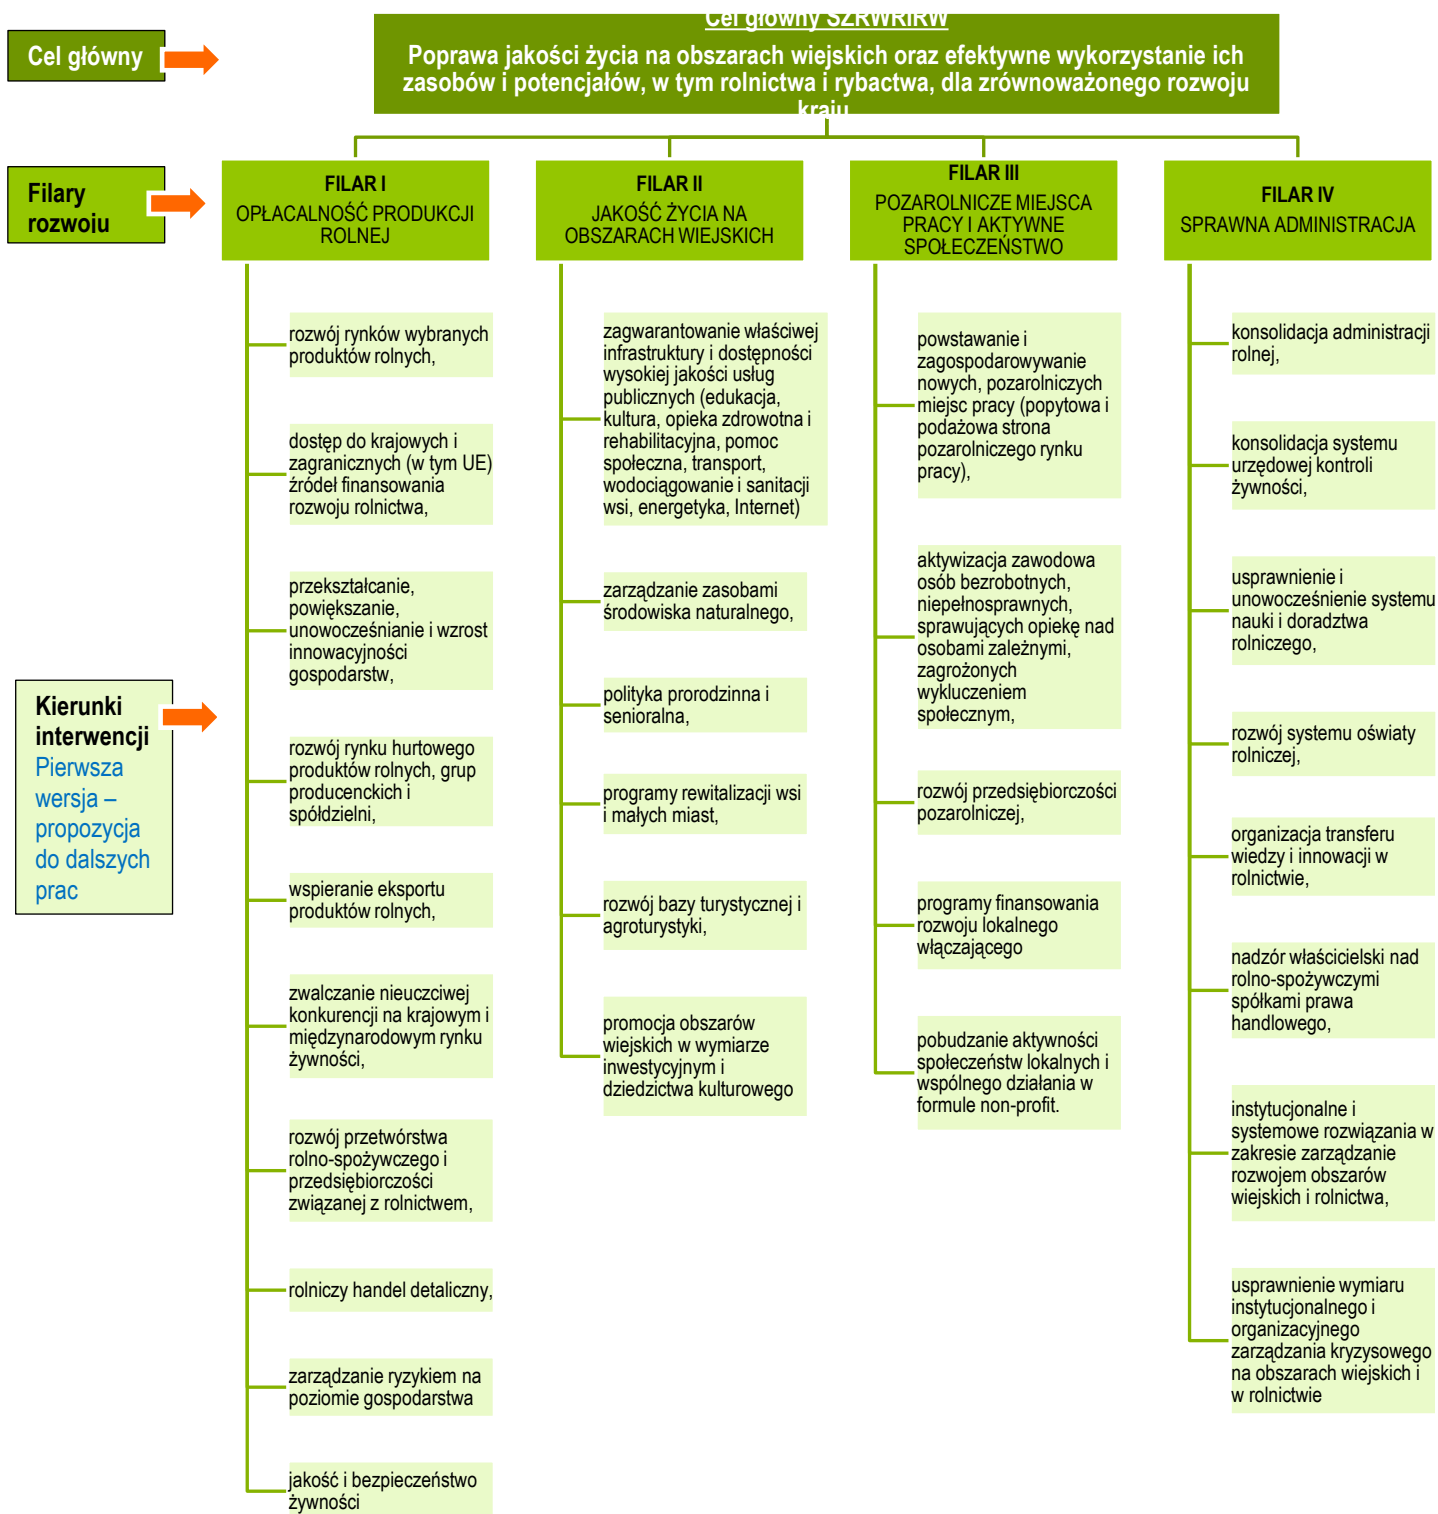 Cel główny SZRWRIRW
Cel główny
Poprawa jakości życia na obszarach wiejskich oraz efektywne wykorzystanie ich
zasobów i potencjałów, w tym rolnictwa i rybactwa, dla zrównoważonego rozwoju
kraju
Filary
rozwoju
FILAR I
OPŁACALNOŚĆ PRODUKCJI
ROLNEJ
FILAR II
JAKOŚĆ ŻYCIA NA
OBSZARACH WIEJSKICH
FILAR III
POZAROLNICZE MIEJSCA
PRACY I AKTYWNE
SPOŁECZEŃSTWO
FILAR IV
SPRAWNA ADMINISTRACJA
Kierunki
interwencji
Pierwsza
wersja –
propozycja
do dalszych
prac
rozwój rynków wybranych
produktów rolnych,
dostęp do krajowych i
zagranicznych (w tym UE)
źródeł finansowania
rozwoju rolnictwa,
przekształcanie,
powiększanie,
unowocześnianie i wzrost
innowacyjności
gospodarstw,
rozwój rynku hurtowego
produktów rolnych, grup
producenckich i
spółdzielni,
wspieranie eksportu
produktów rolnych,
zwalczanie nieuczciwej
konkurencji na krajowym i
międzynarodowym rynku
żywności,
rozwój przetwórstwa
rolno-spożywczego i
przedsiębiorczości
związanej z rolnictwem,
rolniczy handel detaliczny,
zarządzanie ryzykiem na
poziomie gospodarstwa
jakość i bezpieczeństwo
żywności
zagwarantowanie właściwej
infrastruktury i dostępności
wysokiej jakości usług
publicznych (edukacja,
kultura, opieka zdrowotna i
rehabilitacyjna, pomoc
społeczna, transport,
wodociągowanie i sanitacji
wsi, energetyka, Internet)
zarządzanie zasobami
środowiska naturalnego,
polityka prorodzinna i
senioralna,
programy rewitalizacji wsi
i małych miast,
rozwój bazy turystycznej i
agroturystyki,
promocja obszarów
wiejskich w wymiarze
inwestycyjnym i
dziedzictwa kulturowego
powstawanie i
zagospodarowywanie
nowych, pozarolniczych
miejsc pracy (popytowa i
podażowa strona
pozarolniczego rynku
pracy),
aktywizacja zawodowa
osób bezrobotnych,
niepełnosprawnych,
sprawujących opiekę nad
osobami zależnymi,
zagrożonych
wykluczeniem
społecznym,
rozwój przedsiębiorczości
pozarolniczej,
programy finansowania
rozwoju lokalnego
włączającego
pobudzanie aktywności
społeczeństw lokalnych i
wspólnego działania w
formule non-profit.
konsolidacja administracji
rolnej,
konsolidacja systemu
urzędowej kontroli
żywności,
usprawnienie i
unowocześnienie systemu
nauki i doradztwa
rolniczego,
rozwój systemu oświaty
rolniczej,
organizacja transferu
wiedzy i innowacji w
rolnictwie,
nadzór właścicielski nad
rolno-spożywczymi
spółkami prawa
handlowego,
instytucjonalne i
systemowe rozwiązania w
zakresie zarządzanie
rozwojem obszarów
wiejskich i rolnictwa,
usprawnienie wymiaru
instytucjonalnego i
organizacyjnego
zarządzania kryzysowego
na obszarach wiejskich i
w rolnictwie